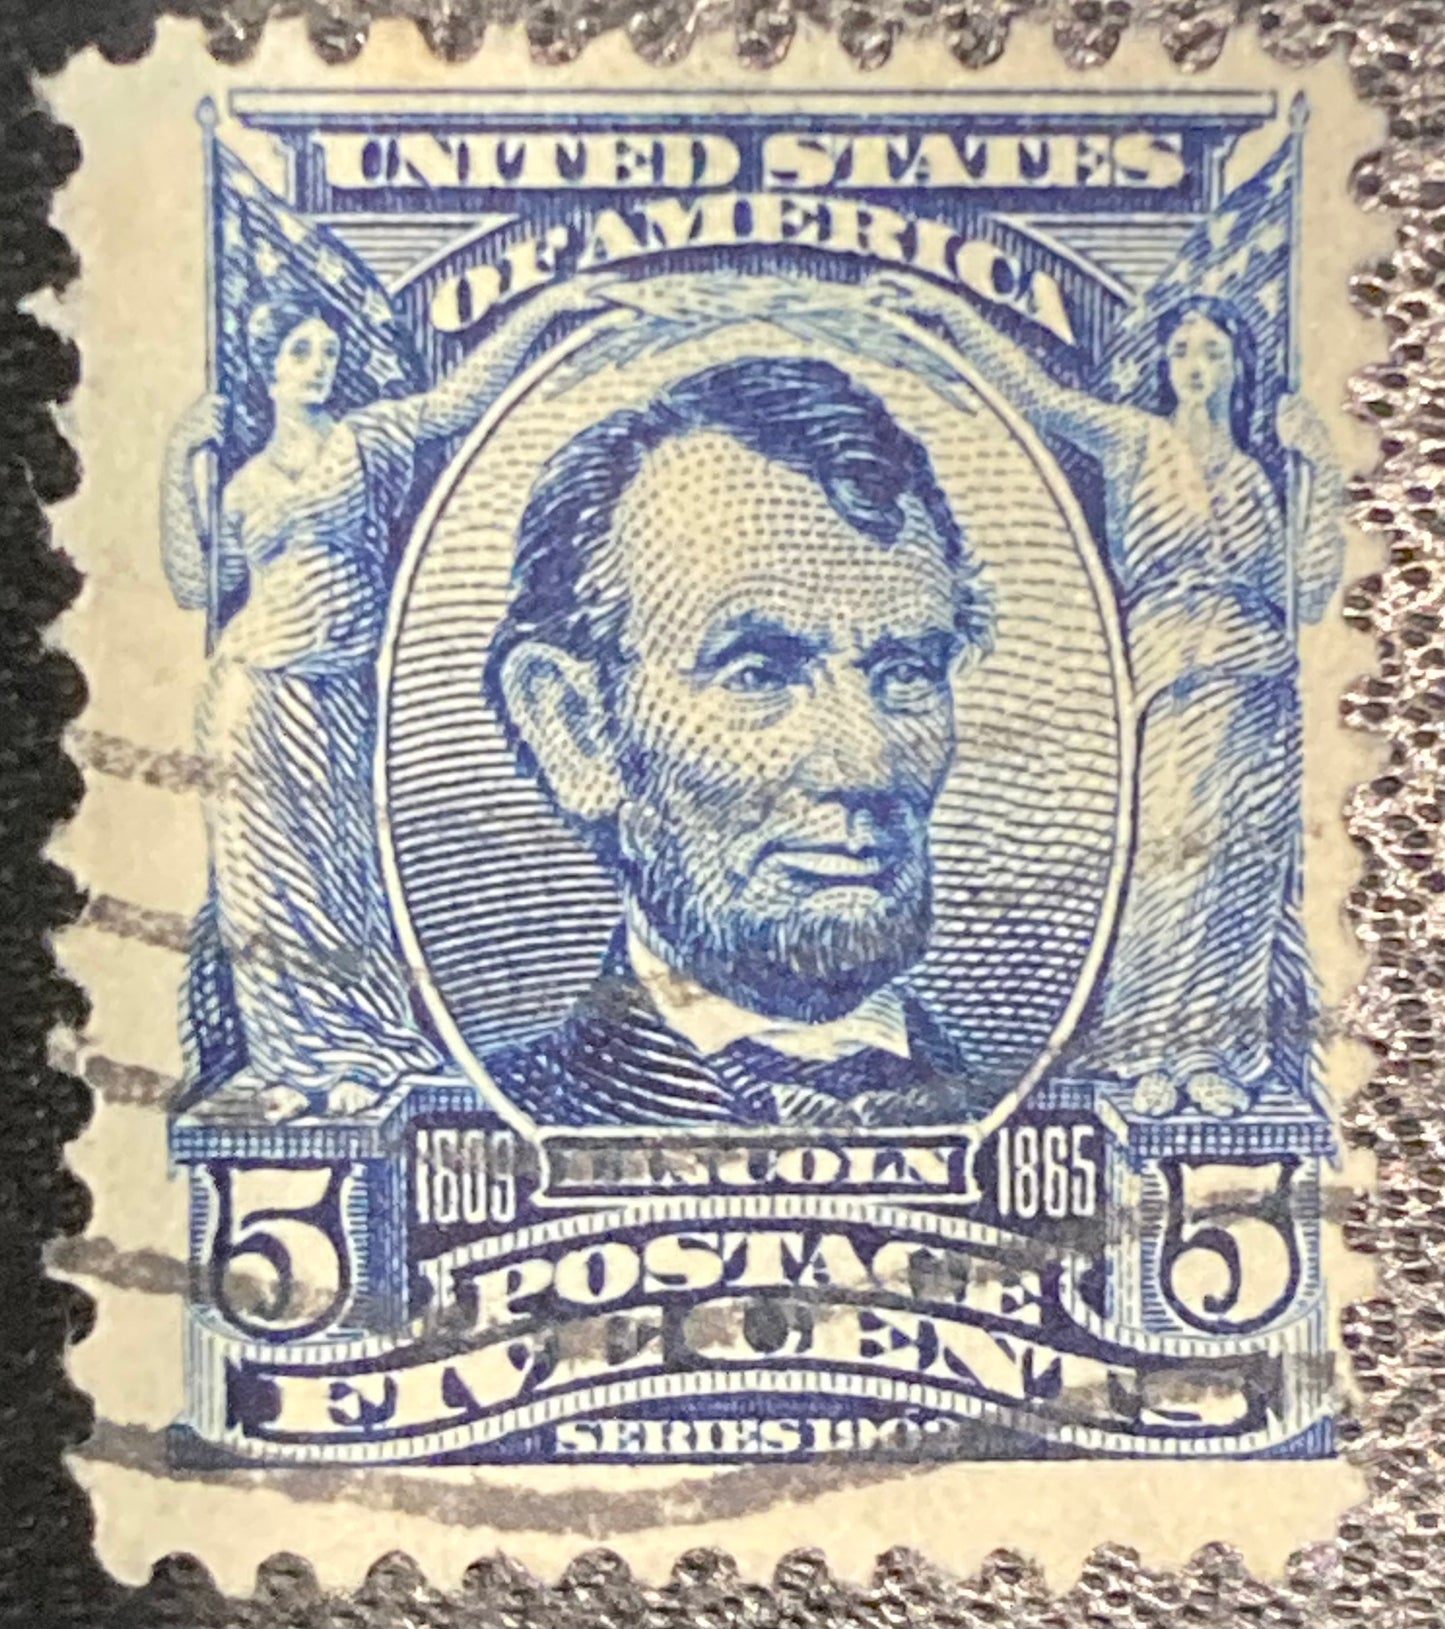 UNITED STATES
OF AMERICA
1809 LINCOLN 1865
5 POSTAGE 5
FIVE CENTS
SERIES 1902